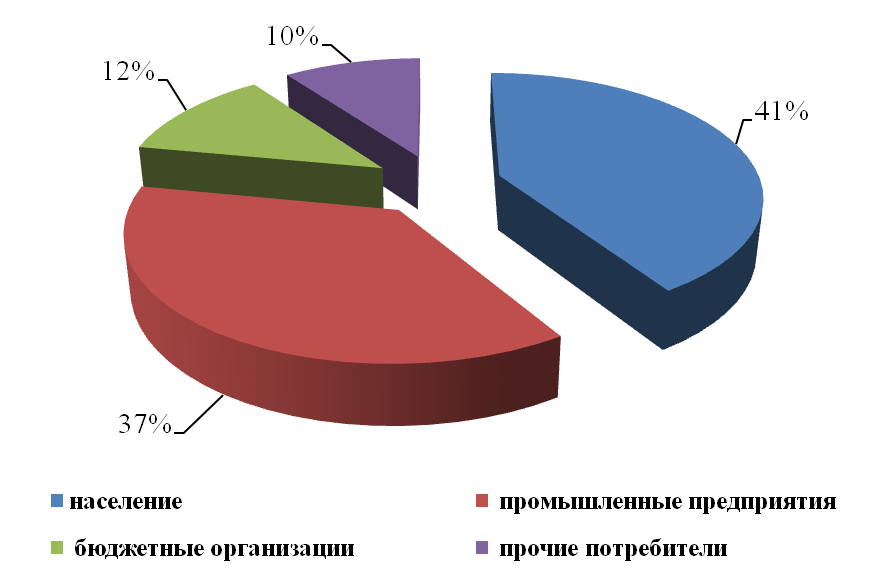 10%
12%
41%
37%
население
промышленные предприятия
бюджетные организации
прочие потребители